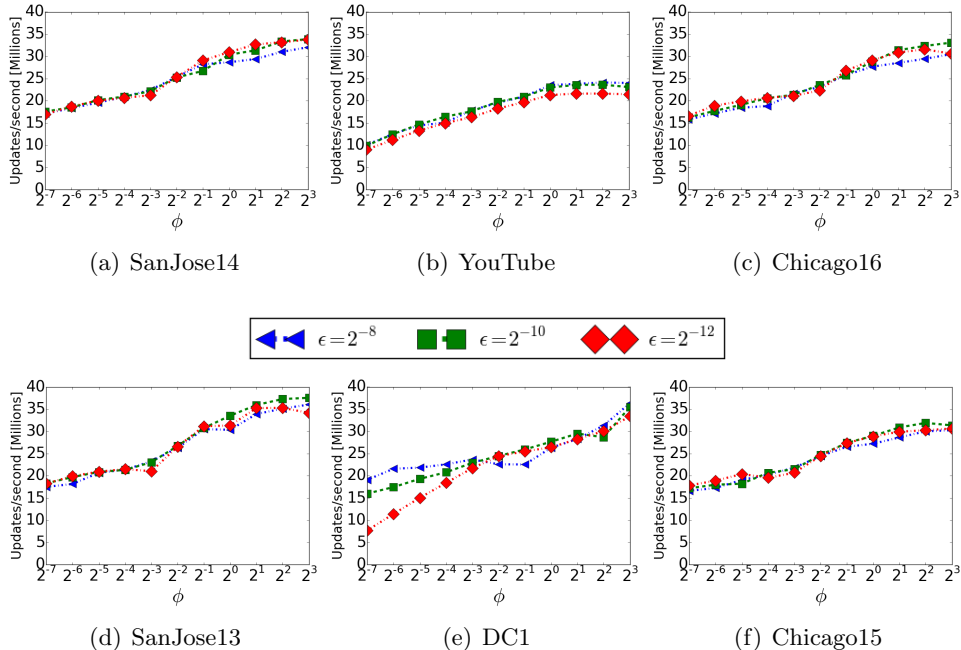 40 35 30 25 20 15 10 5 0
Updates/second [Millions]
2^-7 2^-6 2^-5 2^-4 2^-3 2^-2 2^-1 2^0 2^1 2^2 2^3
ϕ
(a) SanJose14
40 35 30 25 20 15 10 5 0
Updates/second [Millions]
2^-7 2^-6 2^-5 2^-4 2^-3 2^-2 2^-1 2^0 2^1 2^2 2^3
ϕ
(b) YouTube
40 35 30 25 20 15 10 5 0
Updates/second [Millions]
2^-7 2^-6 2^-5 2^-4 2^-3 2^-2 2^-1 2^0 2^1 2^2 2^3
ϕ
(c) Chicago16
ϵ=2^-8 ϵ=2^-10 ϵ=2^-12
40 35 30 25 20 15 10 5 0
Updates/second [Millions]
2^-7 2^-6 2^-5 2^-4 2^-3 2^-2 2^-1 2^0 2^1 2^2 2^3
ϕ
(d) SanJose13
40 35 30 25 20 15 10 5 0
Updates/second [Millions]
2^-7 2^-6 2^-5 2^-4 2^-3 2^-2 2^-1 2^0 2^1 2^2 2^3
ϕ
(e) DC1
40 35 30 25 20 15 10 5 0
Updates/second [Millions]
2^-7 2^-6 2^-5 2^-4 2^-3 2^-2 2^-1 2^0 2^1 2^2 2^3
ϕ
(f) Chicago15